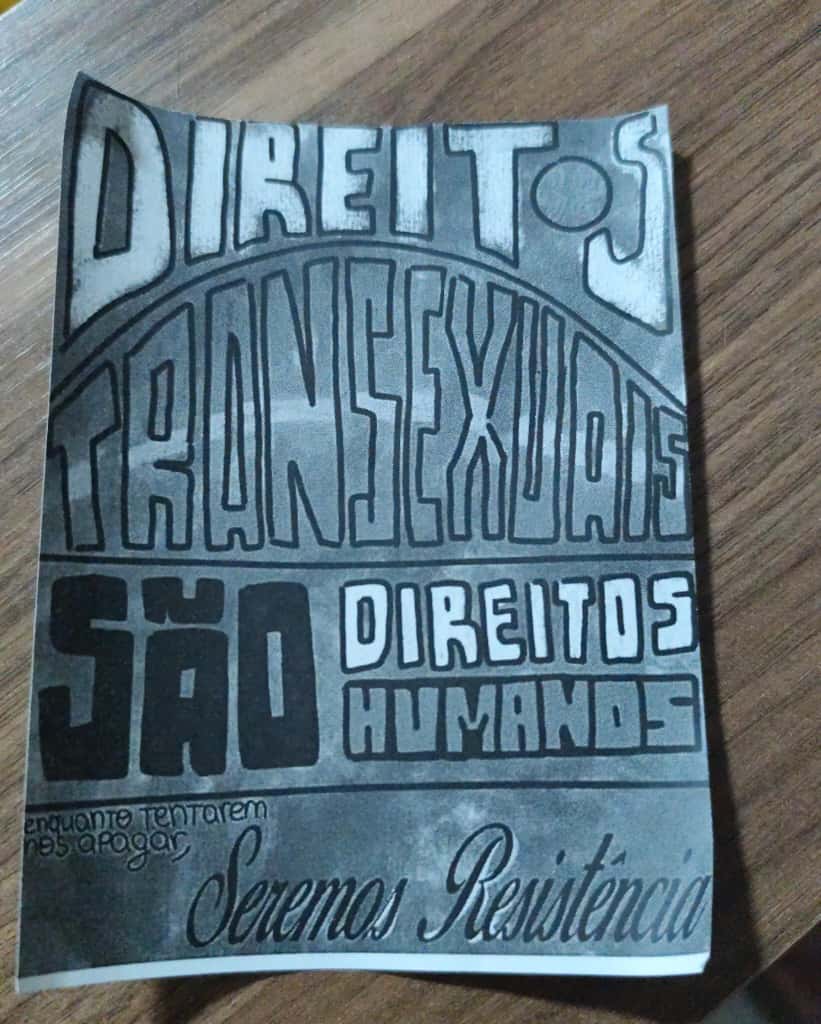 DIREITOS
TRANSEXUAIS
SÃO
DIREITOS
HUMANOS
enquanto tentarem
nos apagar,
Seremos Resistência